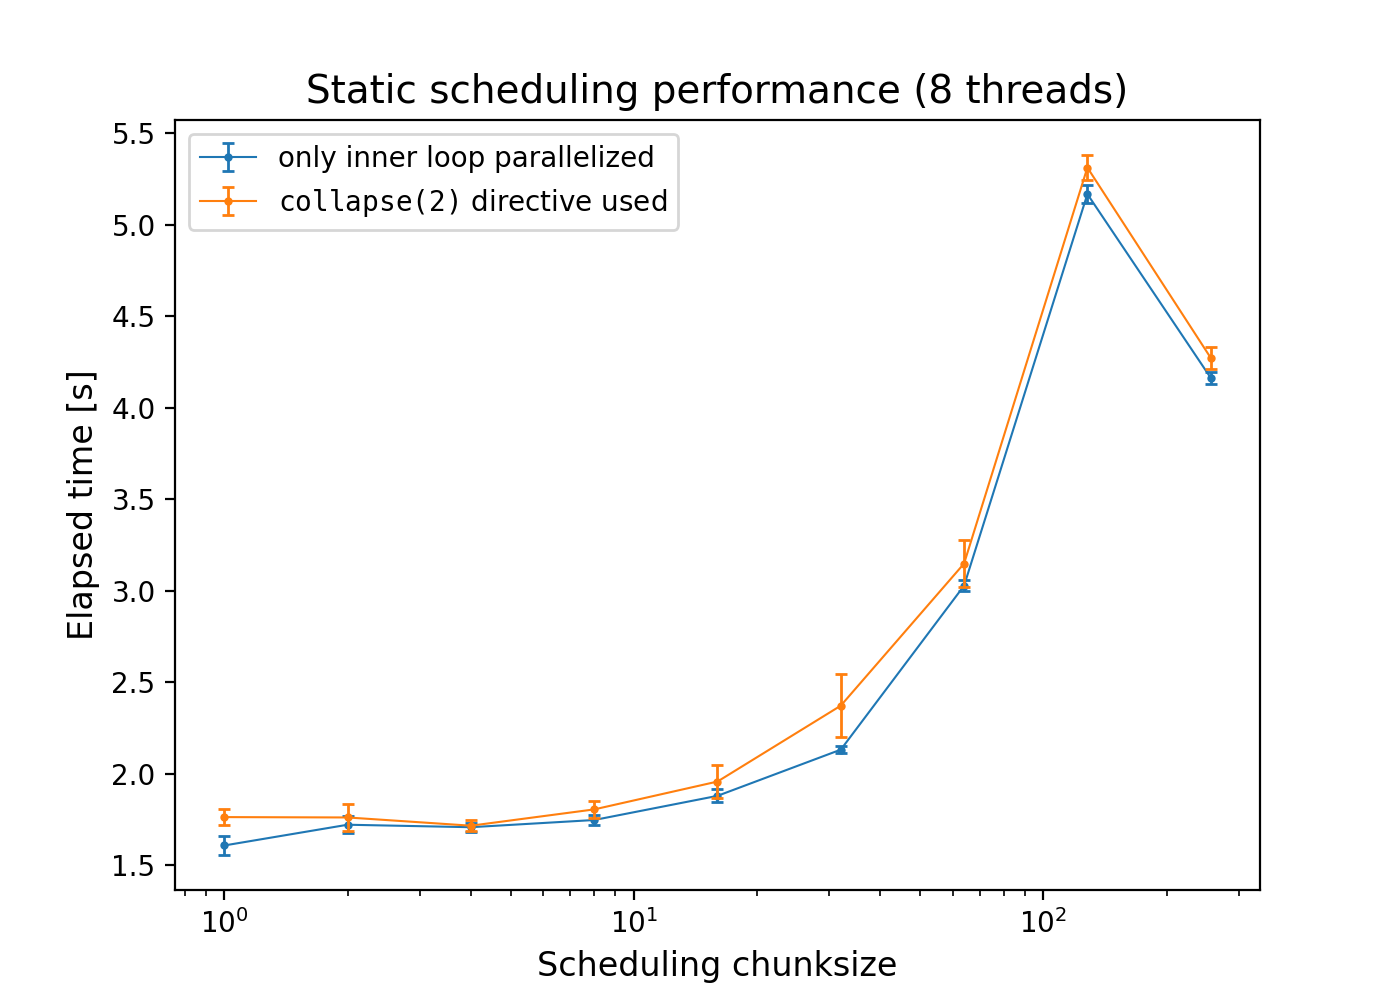 Static scheduling performance (8 threads)
only inner loop parallelized
collapse(2) directive used
Elapsed time [s]
5.5
5.0
4.5
4.0
3.5
3.0
2.5
2.0
1.5
10⁰ 10¹ 10²
Scheduling chunksize